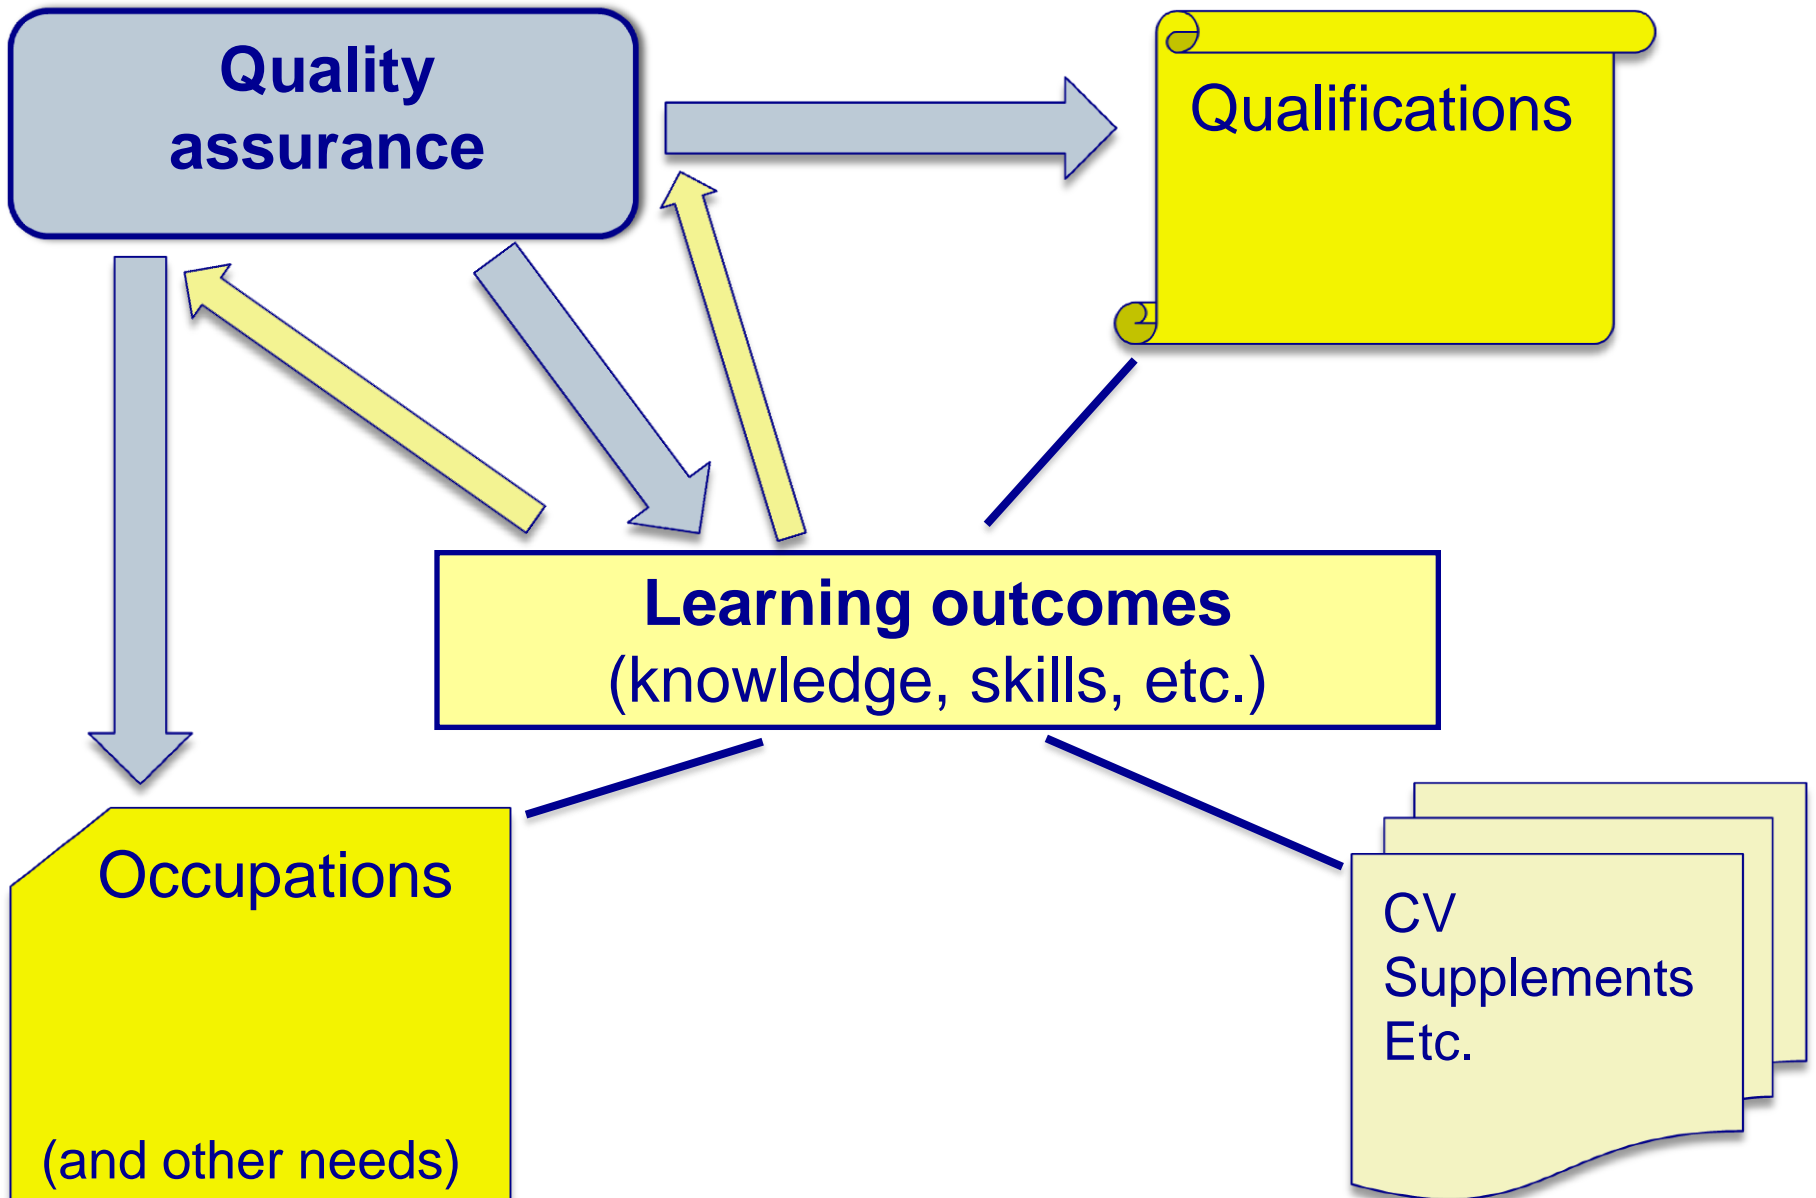 Quality
assurance
Qualifications
Learning outcomes
(knowledge, skills, etc.)
Occupations
(and other needs)
CV
Supplements
Etc.